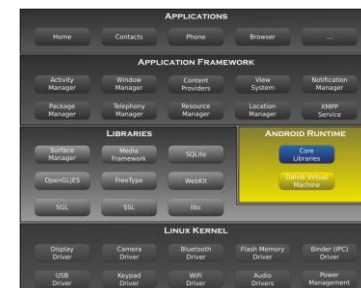 APPLICATIONS
Home Contacts Phone Browser ...
APPLICATION FRAMEWORK
Activity Manager Window Manager Content Providers View System Notification Manager
Package Manager Telephony Manager Resource Manager Location Manager XMPP Service
LIBRARIES
Surface Manager Media Framework SQLite
OpenGL|ES FreeType WebKit
SGL SSL libc
ANDROID RUNTIME
Core Libraries
Dalvik Virtual Machine
LINUX KERNEL
Display Driver Camera Driver Bluetooth Driver Flash Memory Driver Binder (IPC) Driver
USB Driver Keypad Driver WiFi Driver Audio Drivers Power Management